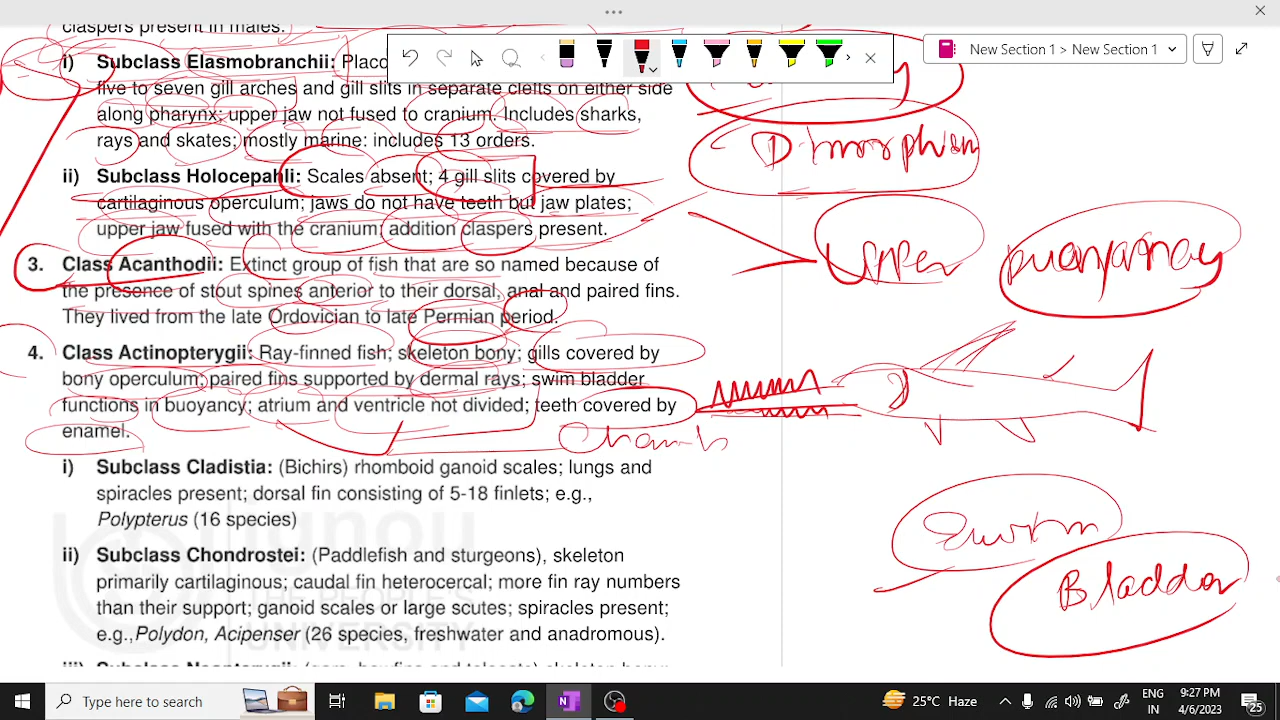 claspers present in males.
New Section 1 > New Section 1
i) Subclass Elasmobranchii: Placo
five to seven gill arches and gill slits in separate clefts on either side
along pharynx; upper jaw not fused to cranium. Includes sharks,
rays and skates; mostly marine: includes 13 orders.
Dimorphism
ii) Subclass Holocepahli: Scales absent; 4 gill slits covered by
cartilaginous operculum; jaws do not have teeth but jaw plates;
upper jaw fused with the cranium; addition claspers present.
Upper
3. Class Acanthodii: Extinct group of fish that are so named because of
the presence of stout spines anterior to their dorsal, anal and paired fins.
They lived from the late Ordovician to late Permian period.
4. Class Actinopterygii: Ray-finned fish; skeleton bony; gills covered by
bony operculum; paired fins supported by dermal rays; swim bladder
functions in buoyancy; atrium and ventricle not divided; teeth covered by
enamel.
i) Subclass Cladistia: (Bichirs) rhomboid ganoid scales; lungs and
spiracles present; dorsal fin consisting of 5-18 finlets; e.g.,
Polypterus (16 species)
Swim
Bladder
ii) Subclass Chondrostei: (Paddlefish and sturgeons), skeleton
primarily cartilaginous; caudal fin heterocercal; more fin ray numbers
than their support; ganoid scales or large scutes; spiracles present;
e.g.,Polydon, Acipenser (26 species, freshwater and anadromous).
ignou
THE PEOPLE'S
UNIVERSITY
Type here to search
25°C Haze
ENG
IN
9:27 PM
4/6/2023
25